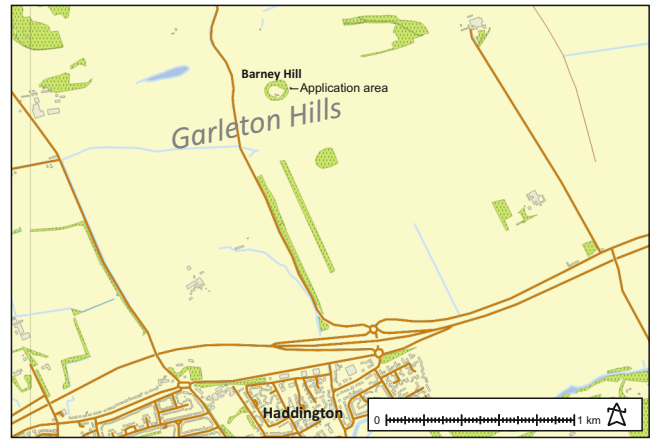 Barney Hill
Application area
Garleton Hills
Haddington
0 1 km